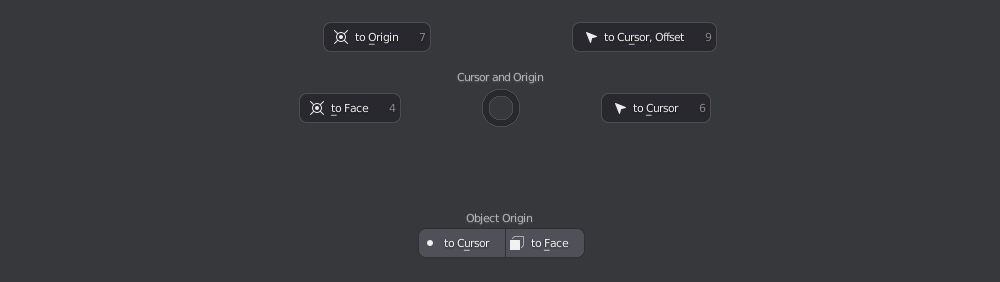 to Origin 7
to Cursor, Offset 9
Cursor and Origin
to Face 4
to Cursor 6
Object Origin
to Cursor
to Face